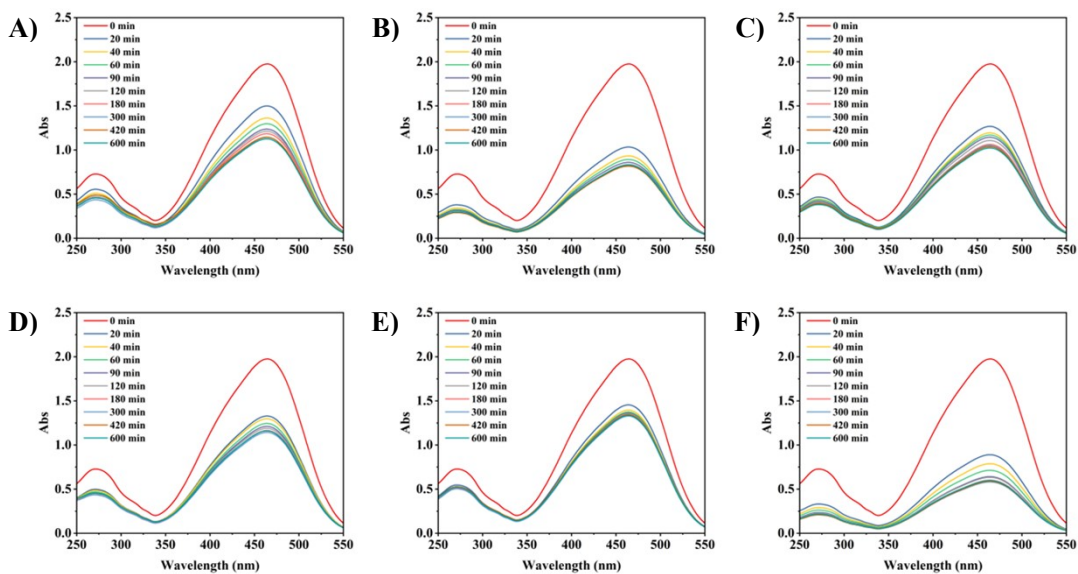 A)
2.5
2.0
1.5
1.0
0.5
0.0
Abs
0 min
20 min
40 min
60 min
90 min
120 min
180 min
300 min
420 min
600 min
250 300 350 400 450 500 550
Wavelength (nm)
B)
2.5
2.0
1.5
1.0
0.5
0.0
Abs
0 min
20 min
40 min
60 min
90 min
120 min
180 min
300 min
420 min
600 min
250 300 350 400 450 500 550
Wavelength (nm)
C)
2.5
2.0
1.5
1.0
0.5
0.0
Abs
0 min
20 min
40 min
60 min
90 min
120 min
180 min
300 min
420 min
600 min
250 300 350 400 450 500 550
Wavelength (nm)
D)
2.5
2.0
1.5
1.0
0.5
0.0
Abs
0 min
20 min
40 min
60 min
90 min
120 min
180 min
300 min
420 min
600 min
250 300 350 400 450 500 550
Wavelength (nm)
E)
2.5
2.0
1.5
1.0
0.5
0.0
Abs
0 min
20 min
40 min
60 min
90 min
120 min
180 min
300 min
420 min
600 min
250 300 350 400 450 500 550
Wavelength (nm)
F)
2.5
2.0
1.5
1.0
0.5
0.0
Abs
0 min
20 min
40 min
60 min
90 min
120 min
180 min
300 min
420 min
600 min
250 300 350 400 450 500 550
Wavelength (nm)